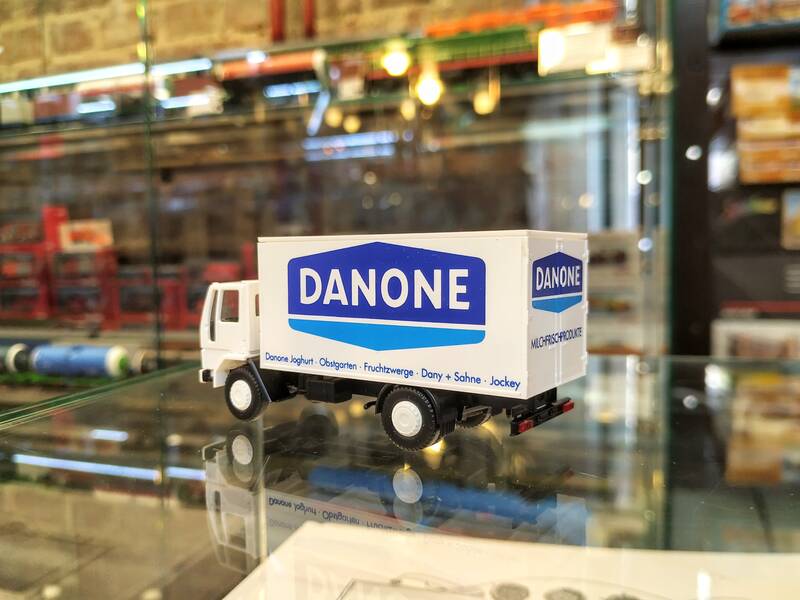 DANONE
Danone Joghurt · Obstgarten · Fruchtzwerge · Dany + Sahne · Jockey
DANONE
MILCHFRISCHPRODUKTE